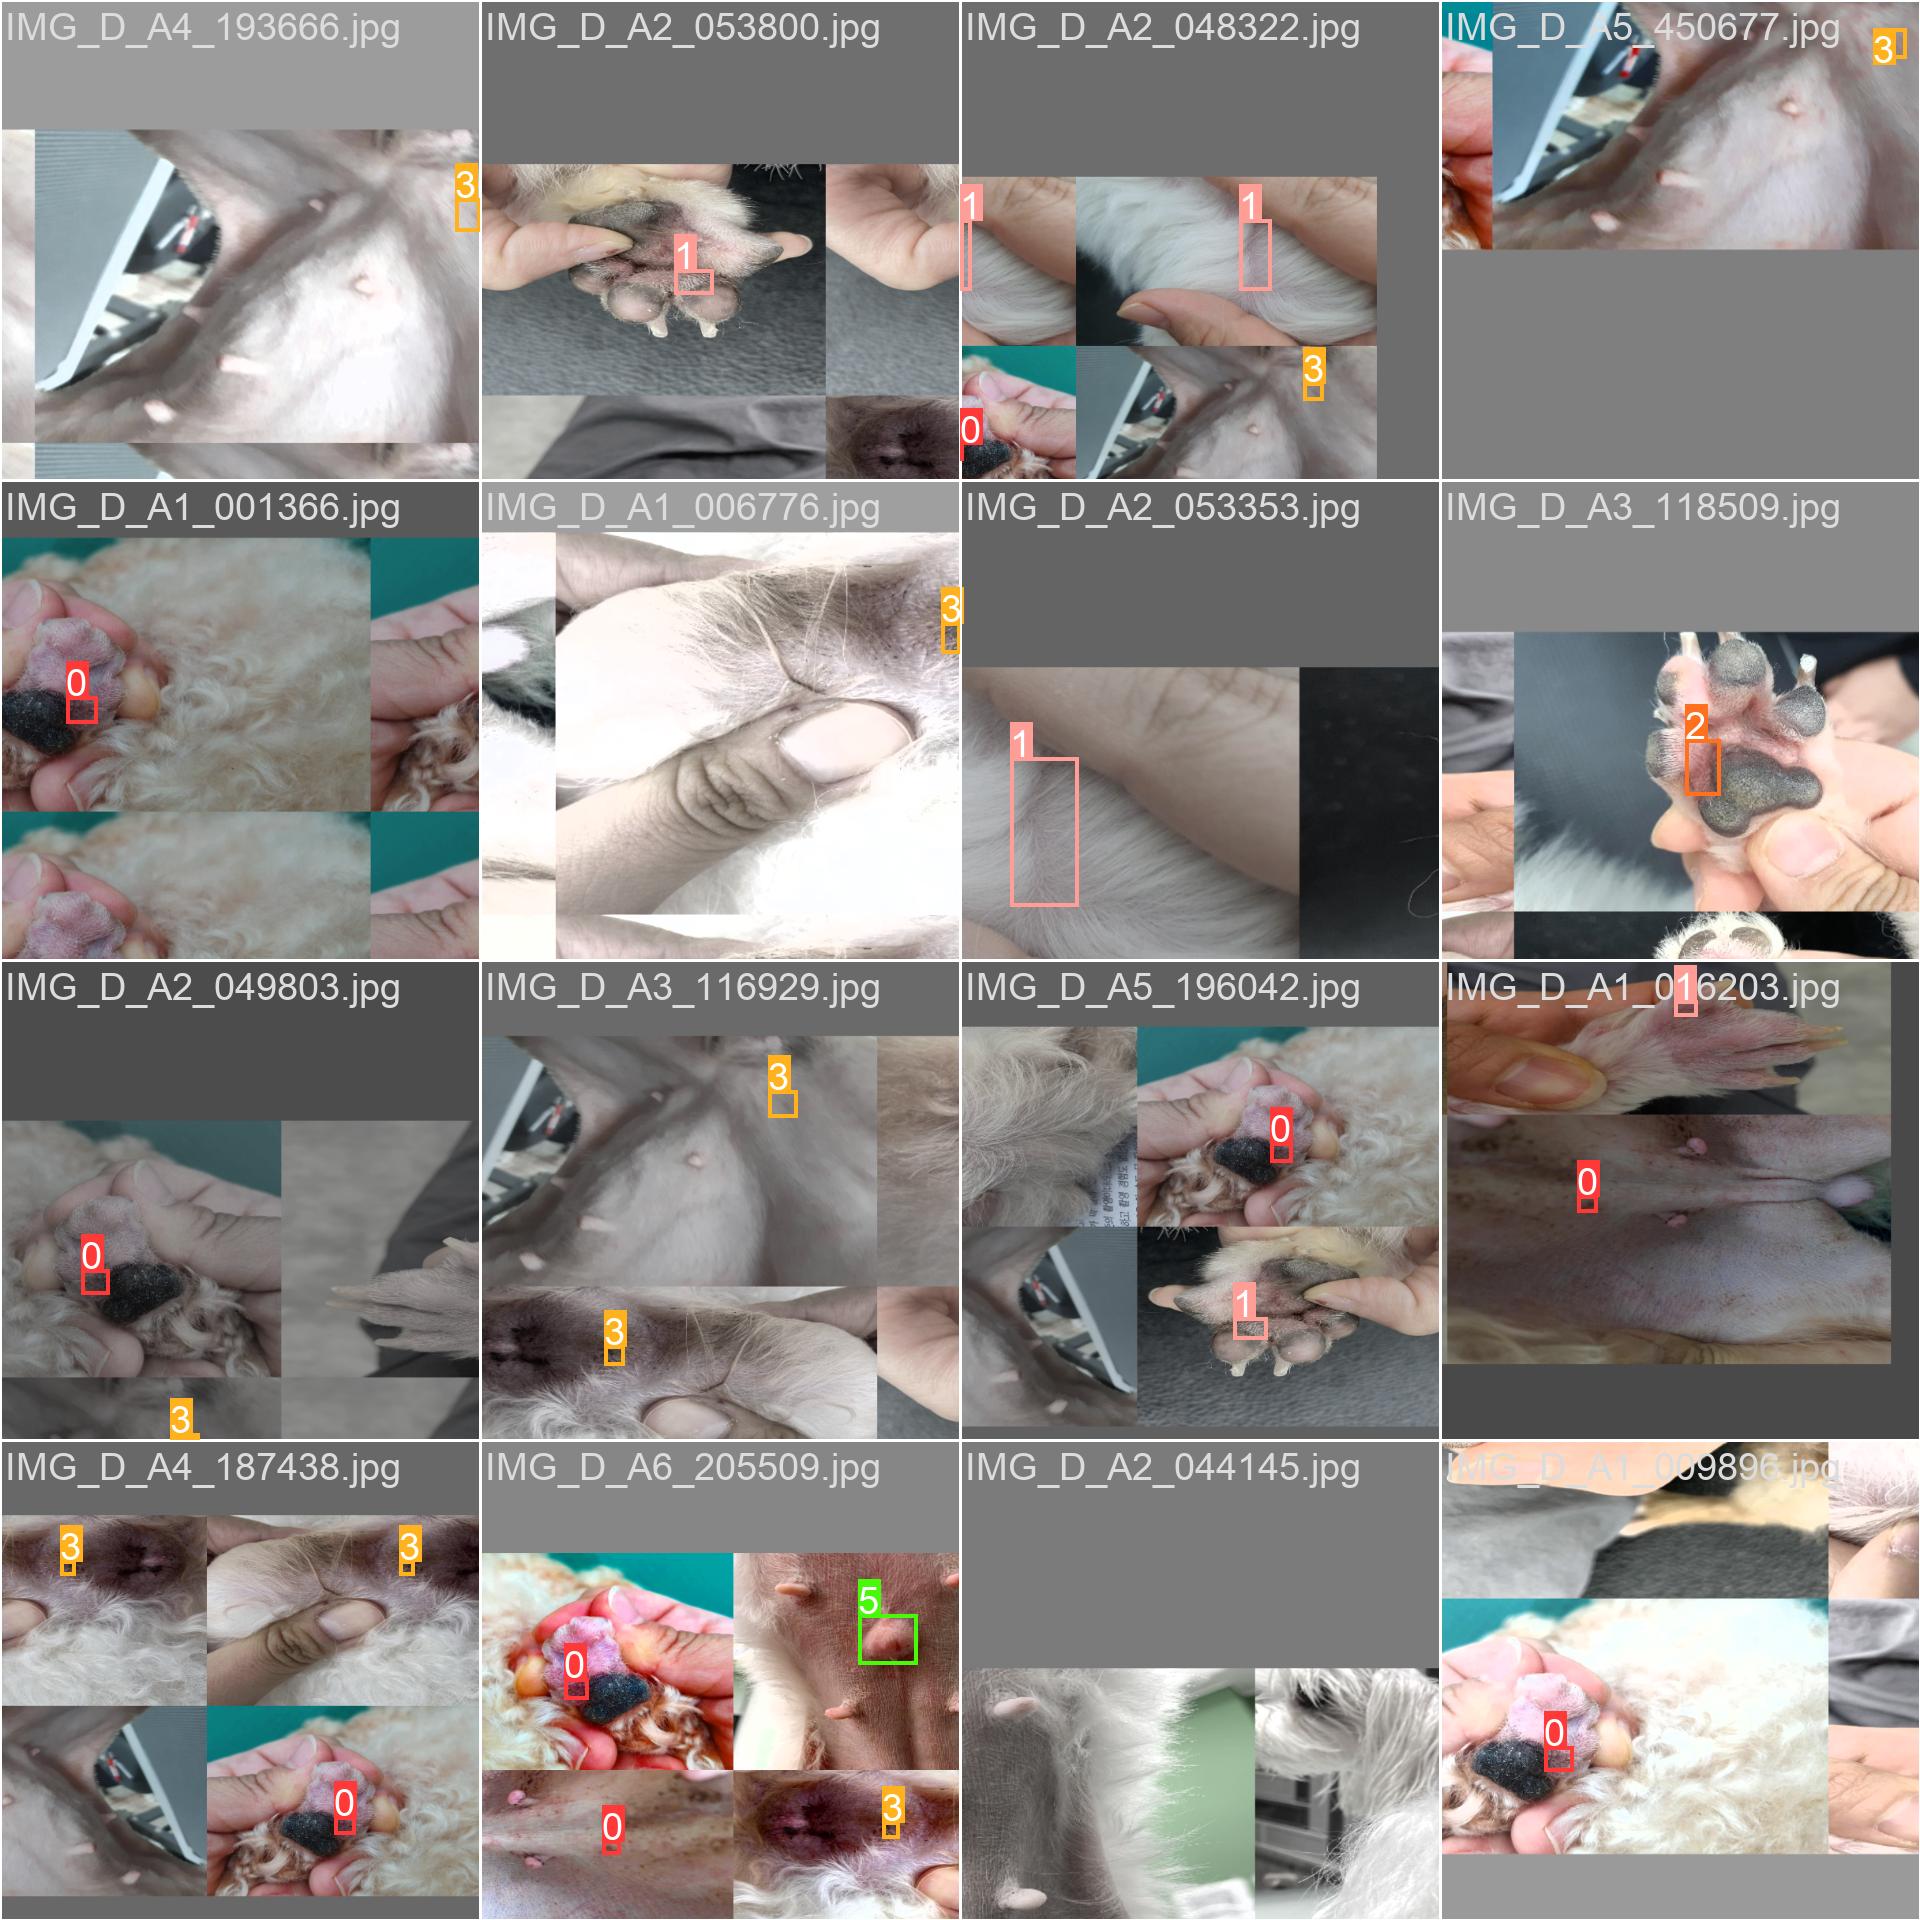 IMG_D_A4_193666.jpg
IMG_D_A2_053800.jpg
IMG_D_A2_048322.jpg
IMG_D_A5_450677.jpg
3
1
1
1
3
0
3
IMG_D_A1_001366.jpg
IMG_D_A1_006776.jpg
IMG_D_A2_053353.jpg
IMG_D_A3_118509.jpg
0
3
1
2
IMG_D_A2_049803.jpg
IMG_D_A3_116929.jpg
IMG_D_A5_196042.jpg
IMG_D_A1_016203.jpg
0
3
3
3
0
1
1
0
IMG_D_A4_187438.jpg
IMG_D_A6_205509.jpg
IMG_D_A2_044145.jpg
IMG_D_A1_009896.jpg
3
3
0
0
5
0
3
0